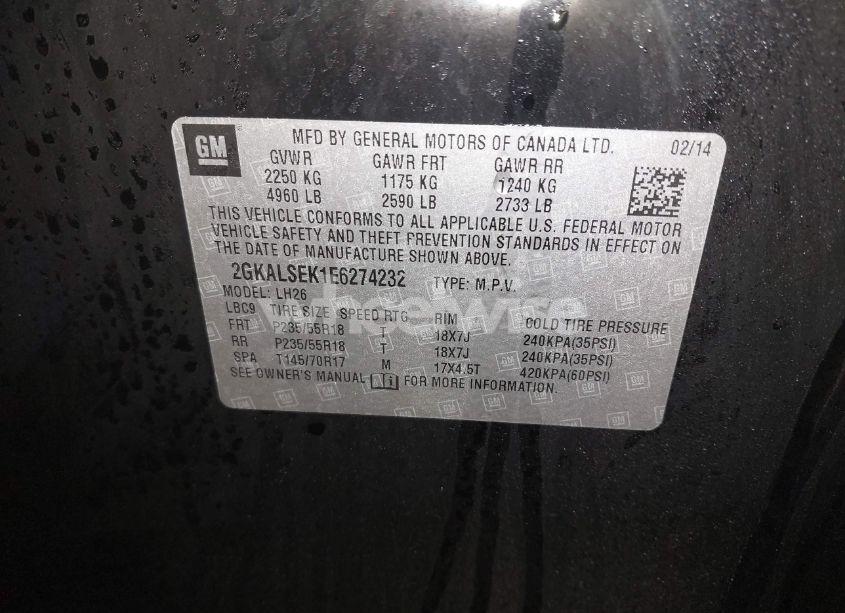 GM MFD BY GENERAL MOTORS OF CANADA LTD. 02/14
GVWR GAWR FRT GAWR RR
2250 KG 1175 KG 1240 KG
4960 LB 2590 LB 2733 LB
THIS VEHICLE CONFORMS TO ALL APPLICABLE U.S. FEDERAL MOTOR
VEHICLE SAFETY AND THEFT PREVENTION STANDARDS IN EFFECT ON
THE DATE OF MANUFACTURE SHOWN ABOVE.
2GKALSEK1E6274232 TYPE: M.P.V.
MODEL: LH26
LBC9 TIRE SIZE SPEED RTG RIM COLD TIRE PRESSURE
FRT P235/55R18 T 18X7J 240KPA(35PSI)
RR P235/55R18 T 18X7J 240KPA(35PSI)
SPA T145/70R17 M 17X4.5T 420KPA(60PSI)
SEE OWNER'S MANUAL FOR MORE INFORMATION.